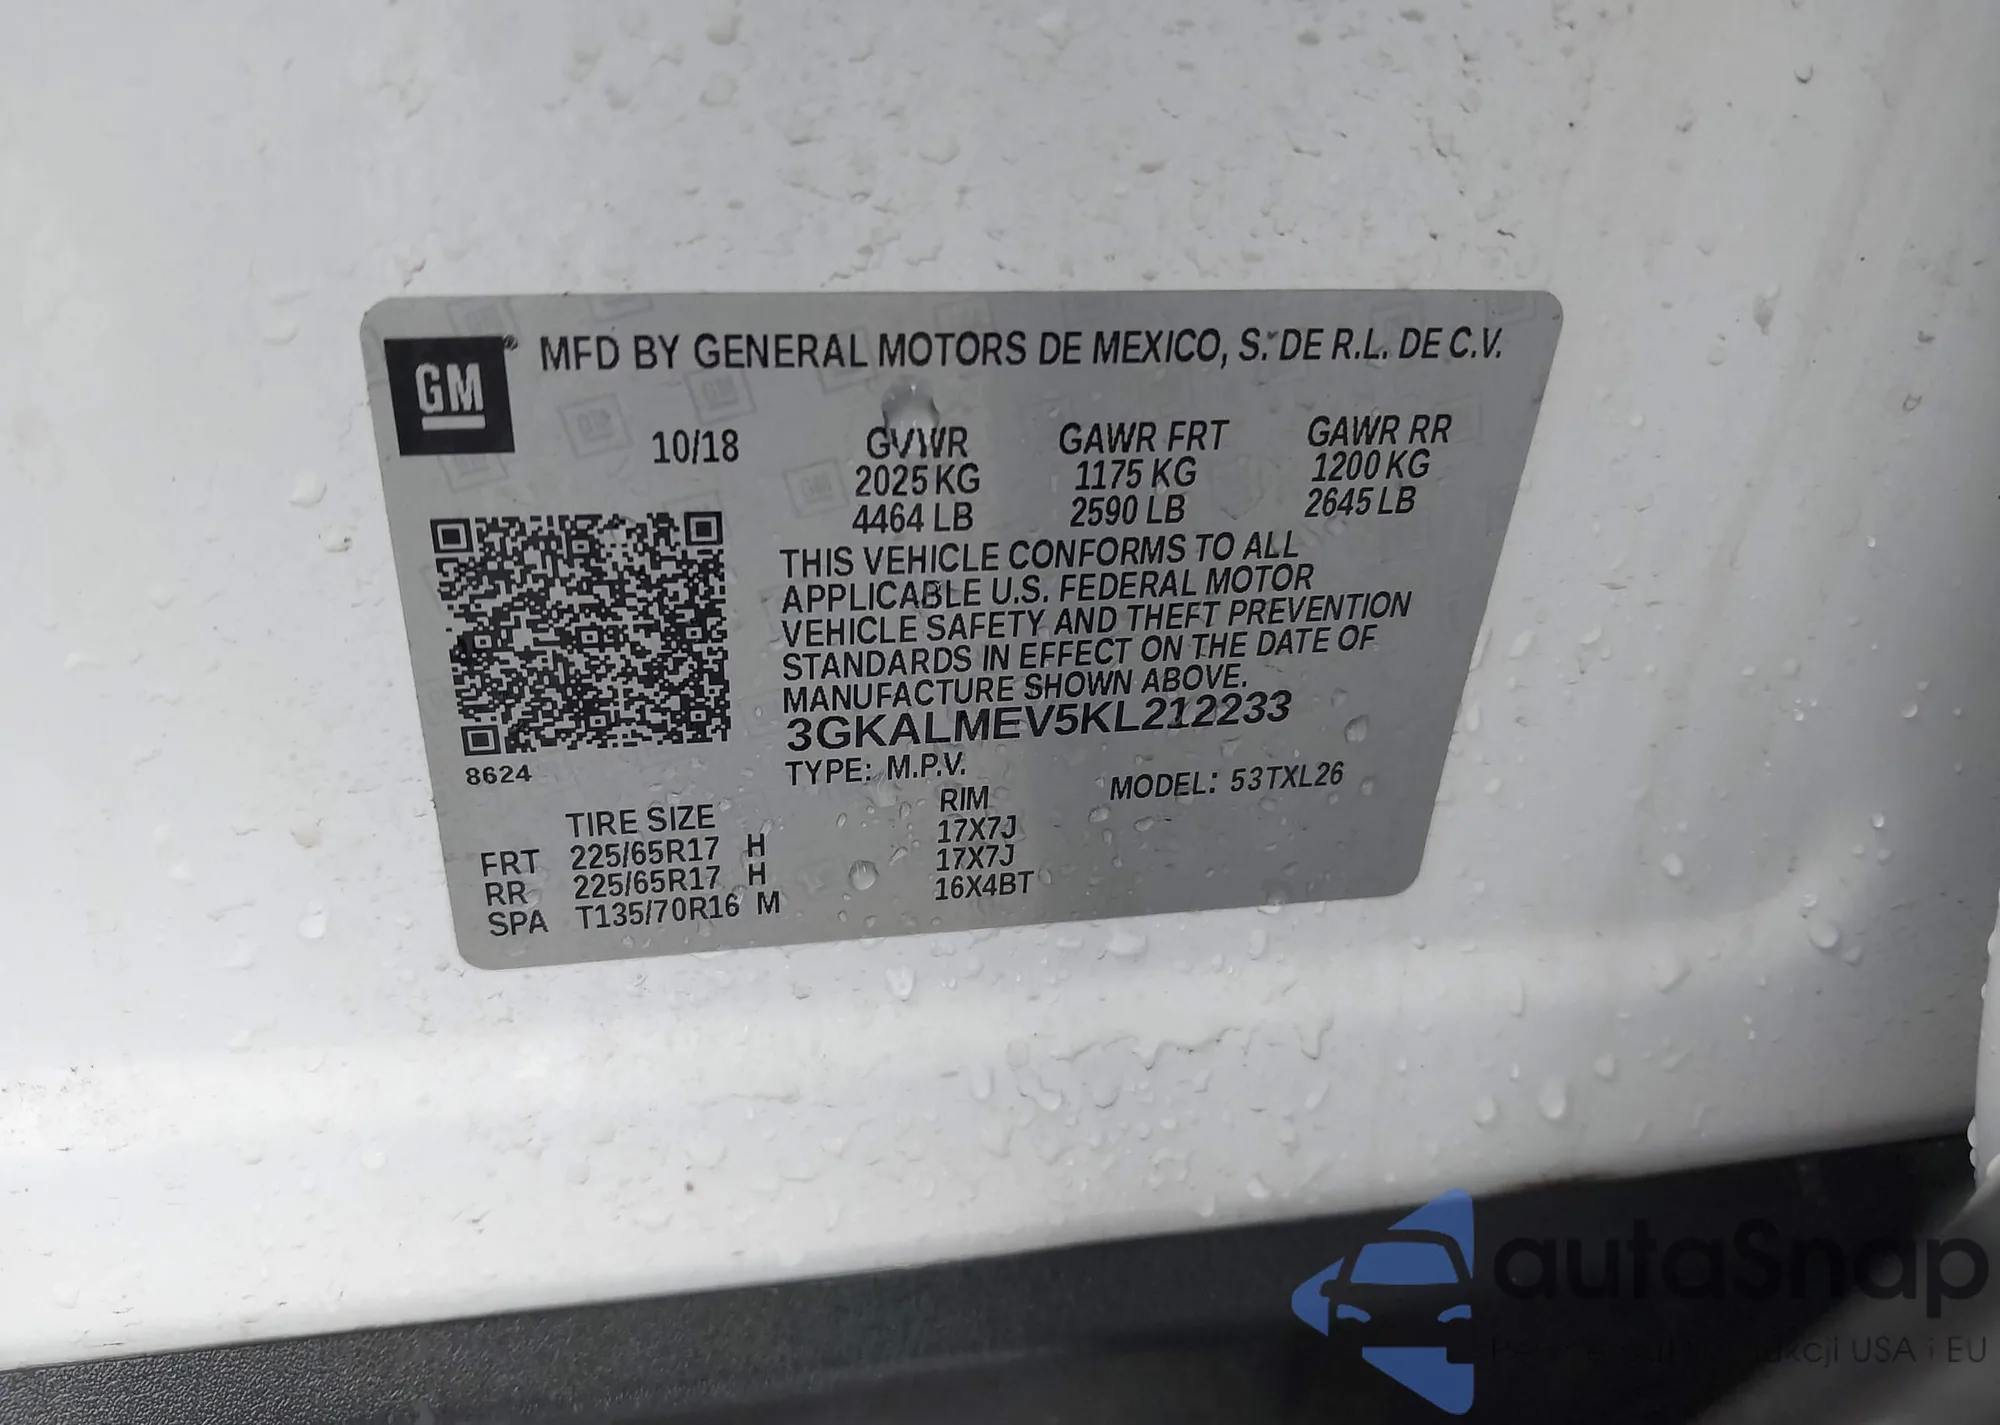 GM ® MFD BY GENERAL MOTORS DE MEXICO, S. DE R.L. DE C.V.
10/18 GVWR GAWR FRT GAWR RR
2025 KG 1175 KG 1200 KG
4464 LB 2590 LB 2645 LB
THIS VEHICLE CONFORMS TO ALL
APPLICABLE U.S. FEDERAL MOTOR
VEHICLE SAFETY AND THEFT PREVENTION
STANDARDS IN EFFECT ON THE DATE OF
MANUFACTURE SHOWN ABOVE.
3GKALMEV5KL212233
8624 TYPE: M.P.V. MODEL: 53TXL26
TIRE SIZE RIM
FRT 225/65R17 H 17X7J
RR 225/65R17 H 17X7J
SPA T135/70R16 M 16X4BT
autaSnap
USA i EU